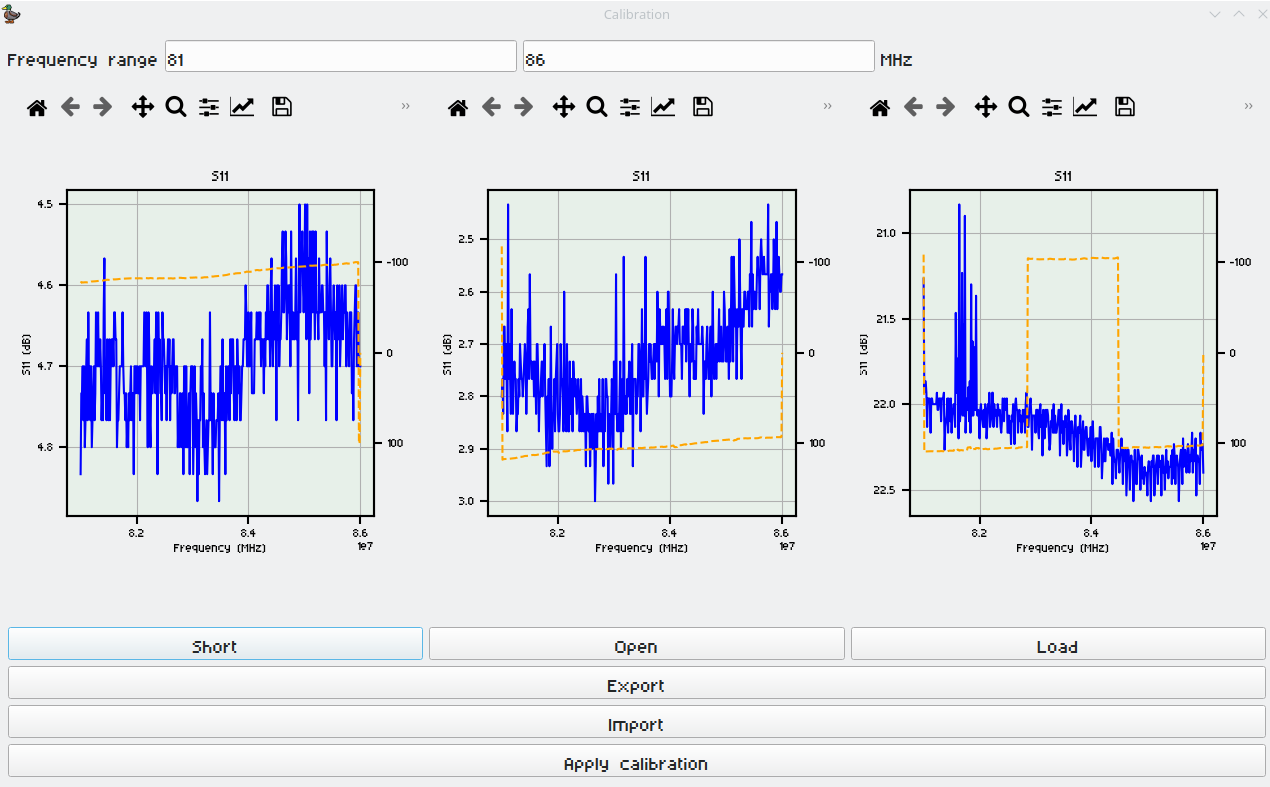 Calibration
Frequency range 81 86 MHz
S11
4.5
4.6
4.7
4.8
S11 (dB)
-100
0
100
8.2 8.4 8.6
1e7
Frequency (MHz)
S11
2.5
2.6
2.7
2.8
2.9
3.0
S11 (dB)
-100
0
100
8.2 8.4 8.6
1e7
Frequency (MHz)
S11
21.0
21.5
22.0
22.5
S11 (dB)
-100
0
100
8.2 8.4 8.6
1e7
Frequency (MHz)
Short Open Load
Export
Import
Apply calibration